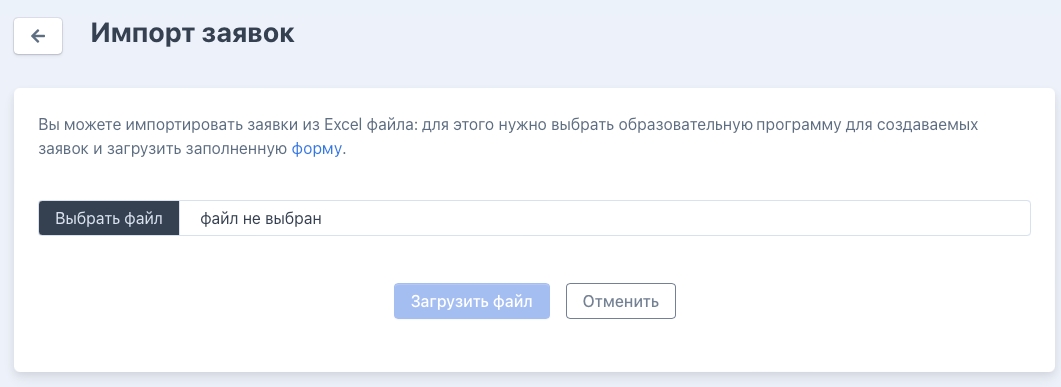 Импорт заявок
Вы можете импортировать заявки из Excel файла: для этого нужно выбрать образовательную программу для создаваемых
заявок и загрузить заполненную форму.
Выбрать файл файл не выбран
Загрузить файл Отменить